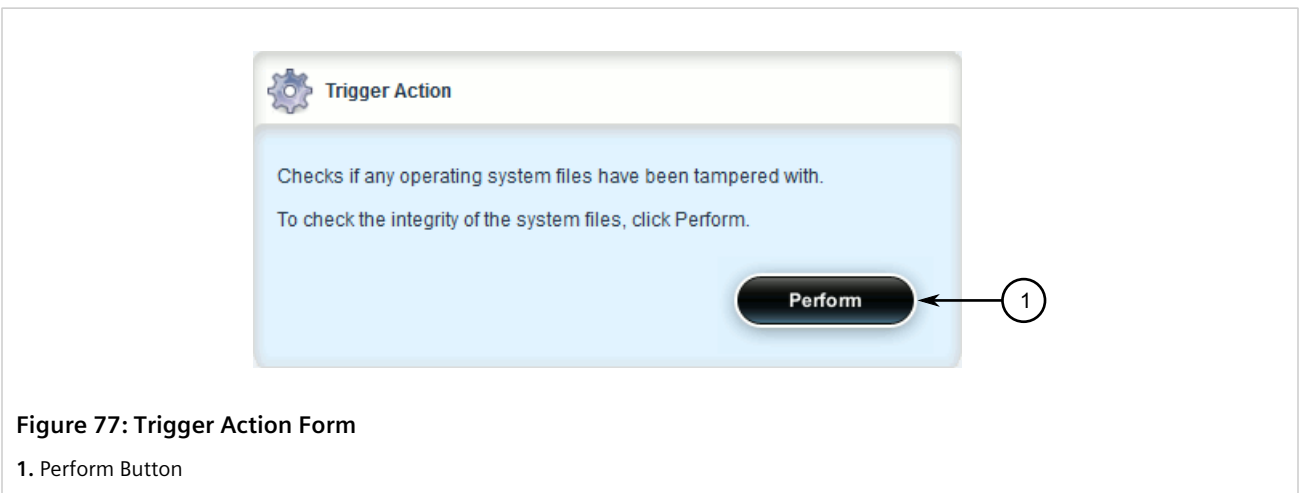 Trigger Action
Checks if any operating system files have been tampered with.
To check the integrity of the system files, click Perform.
Perform
1
Figure 77: Trigger Action Form
1. Perform Button